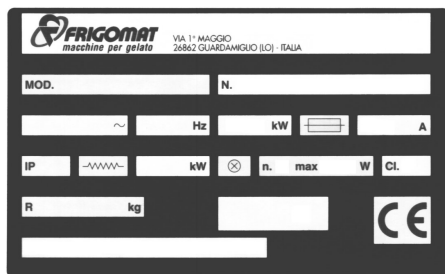 FRIGOMAT
macchine per gelato
VIA 1° MAGGIO
26862 GUARDAMIGLIO (LO) - ITALIA
MOD. N.
~ Hz kW A
IP kW n. max W Cl.
R kg
CE